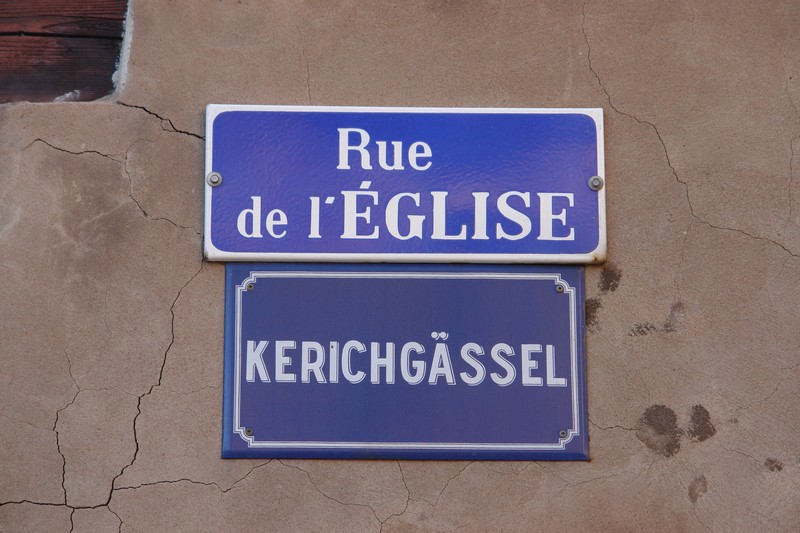 Rue
de l'ÉGLISE
KERICHGÄSSEL